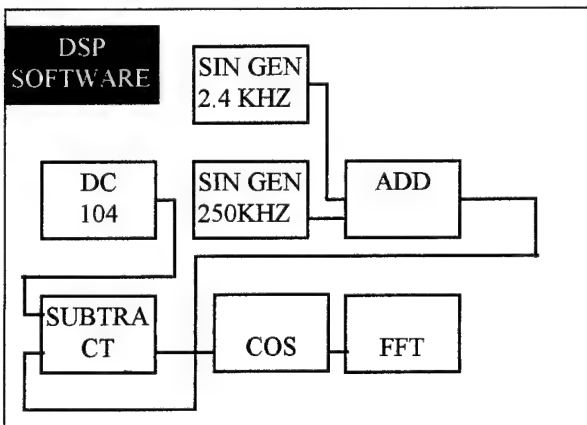 DSP
SOFTWARE
SIN GEN
2.4 KHZ
DC
104
SIN GEN
250KHZ
ADD
SUBTRA
CT
COS
FFT